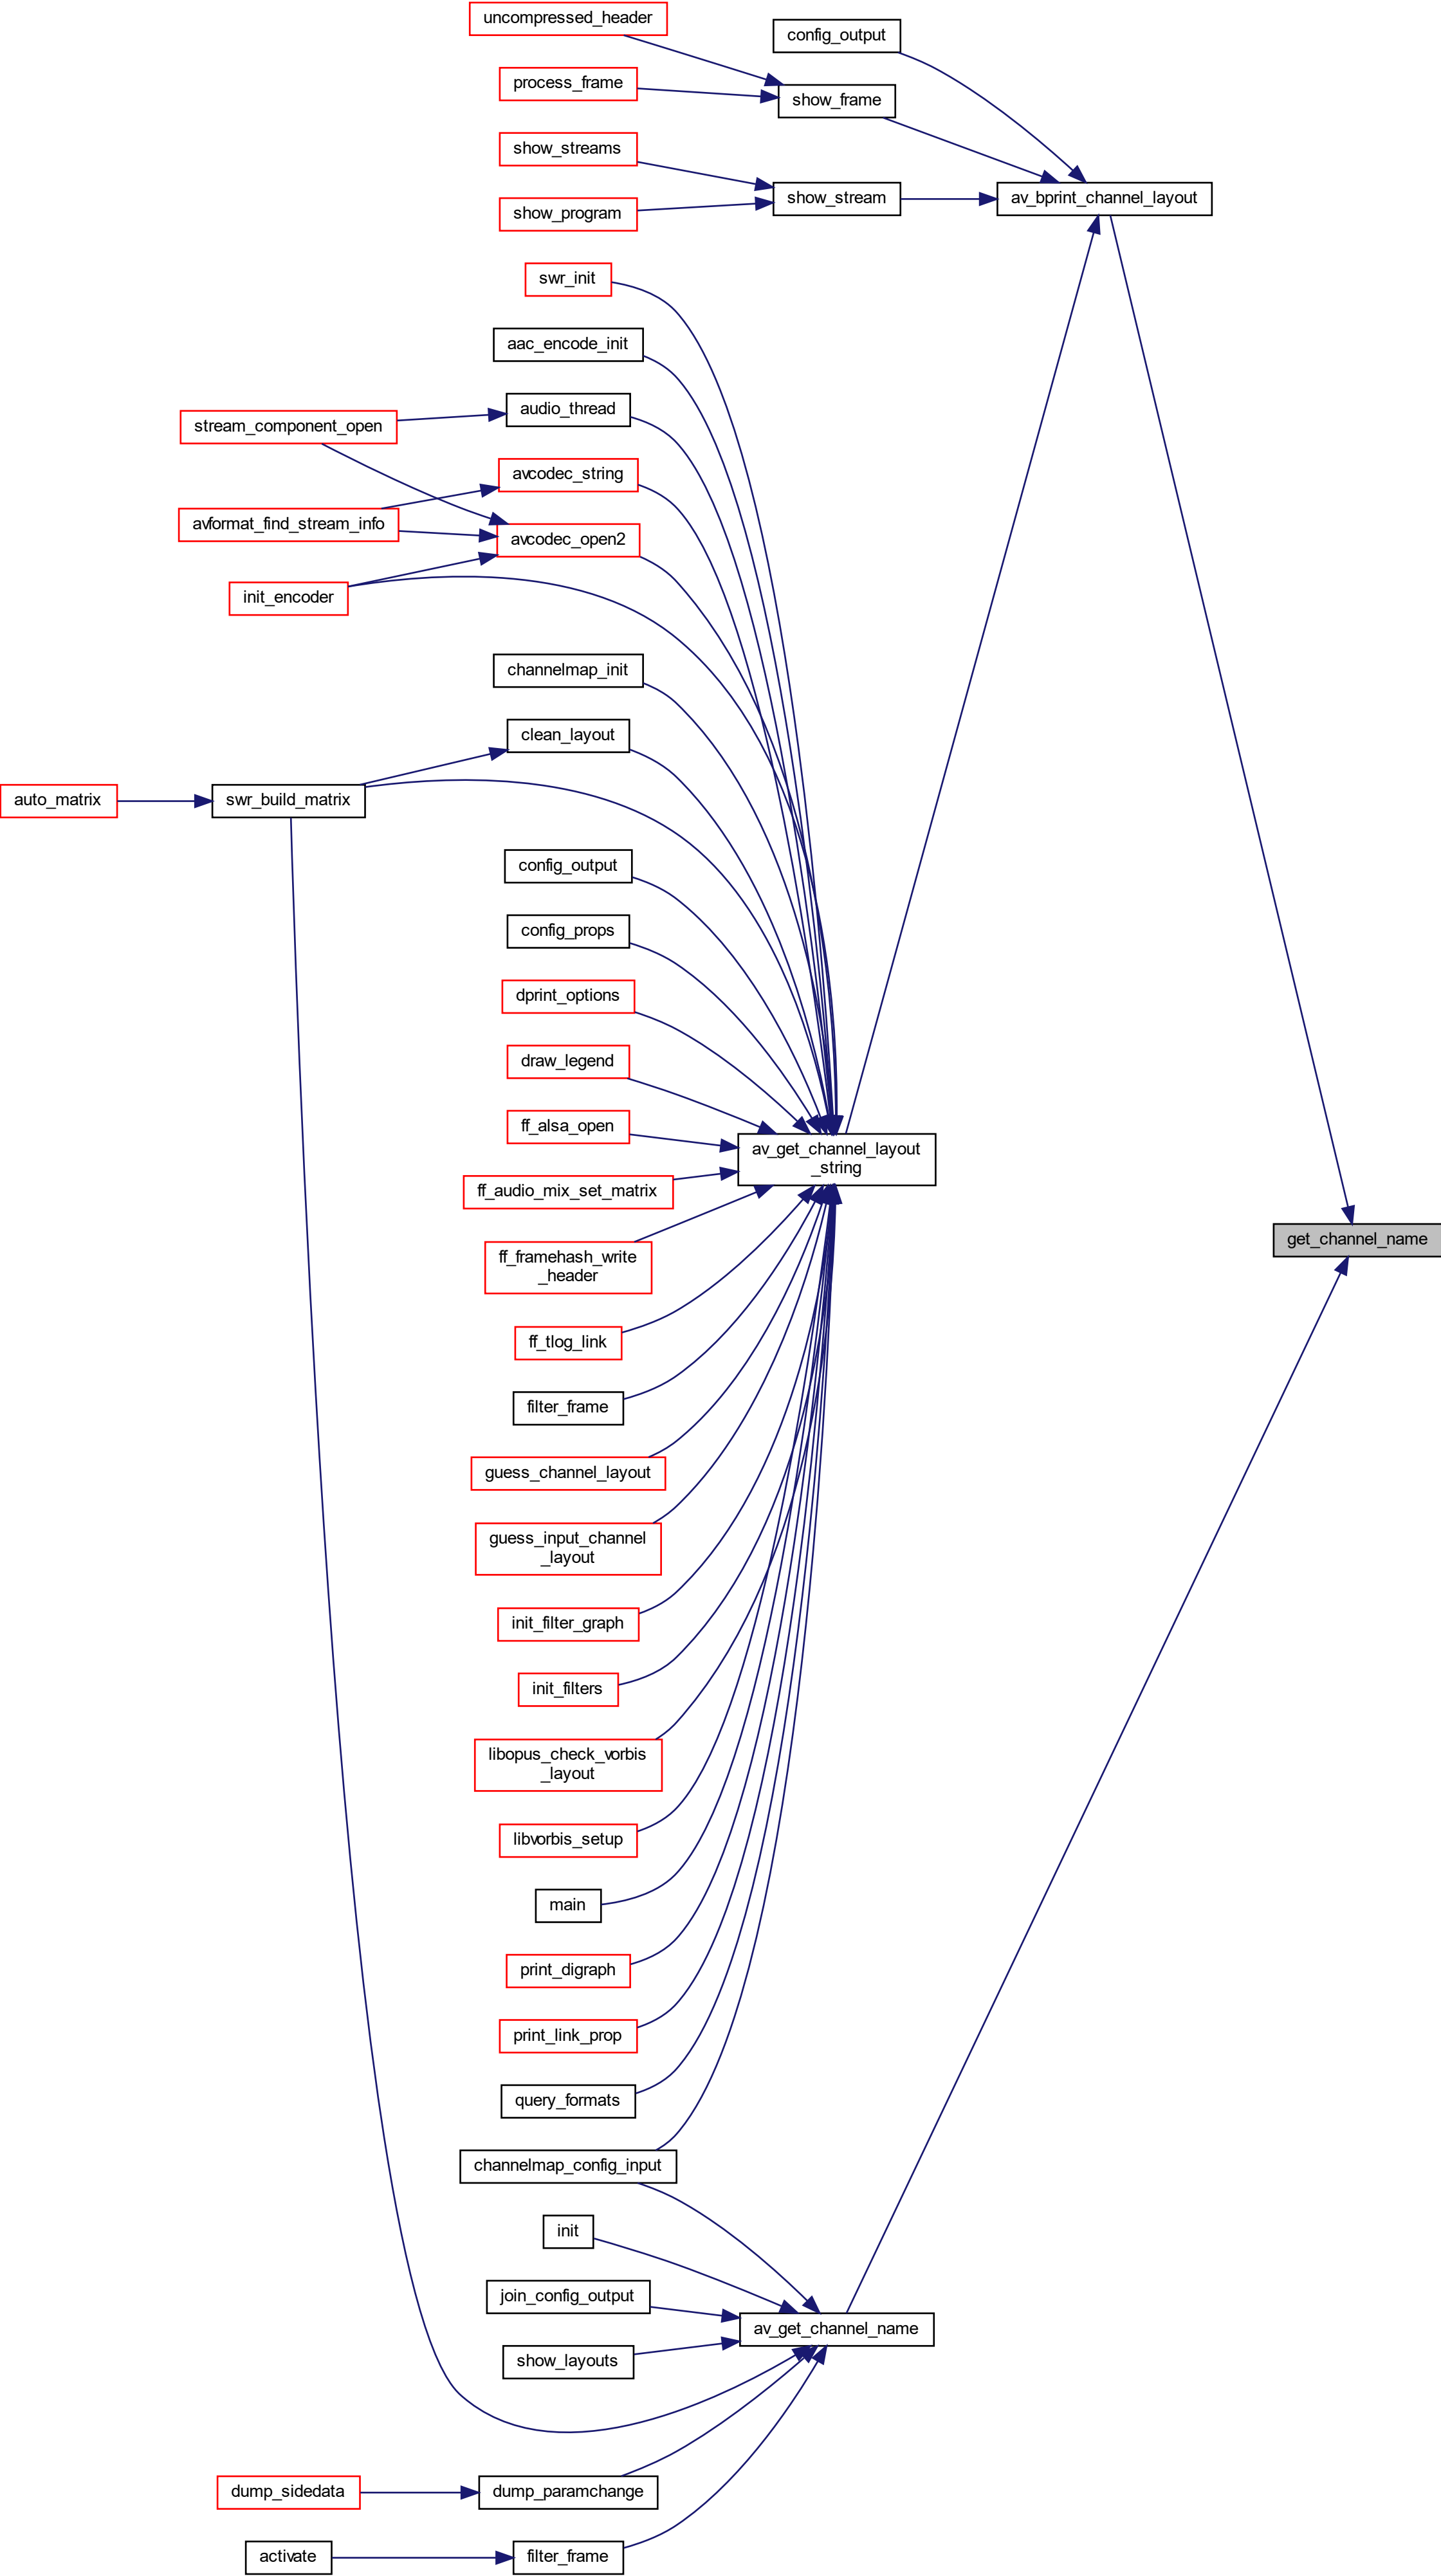 uncompressed_header
config_output
process_frame
show_frame
show_streams
show_stream
av_bprint_channel_layout
show_program
swr_init
aac_encode_init
audio_thread
stream_component_open
avcodec_string
avformat_find_stream_info
avcodec_open2
init_encoder
channelmap_init
clean_layout
auto_matrix
swr_build_matrix
config_output
config_props
dprint_options
draw_legend
ff_alsa_open
av_get_channel_layout
_string
ff_audio_mix_set_matrix
get_channel_name
ff_framehash_write
_header
ff_tlog_link
filter_frame
guess_channel_layout
guess_input_channel
_layout
init_filter_graph
init_filters
libopus_check_vorbis
_layout
libvorbis_setup
main
print_digraph
print_link_prop
query_formats
channelmap_config_input
init
join_config_output
av_get_channel_name
show_layouts
dump_sidedata
dump_paramchange
activate
filter_frame